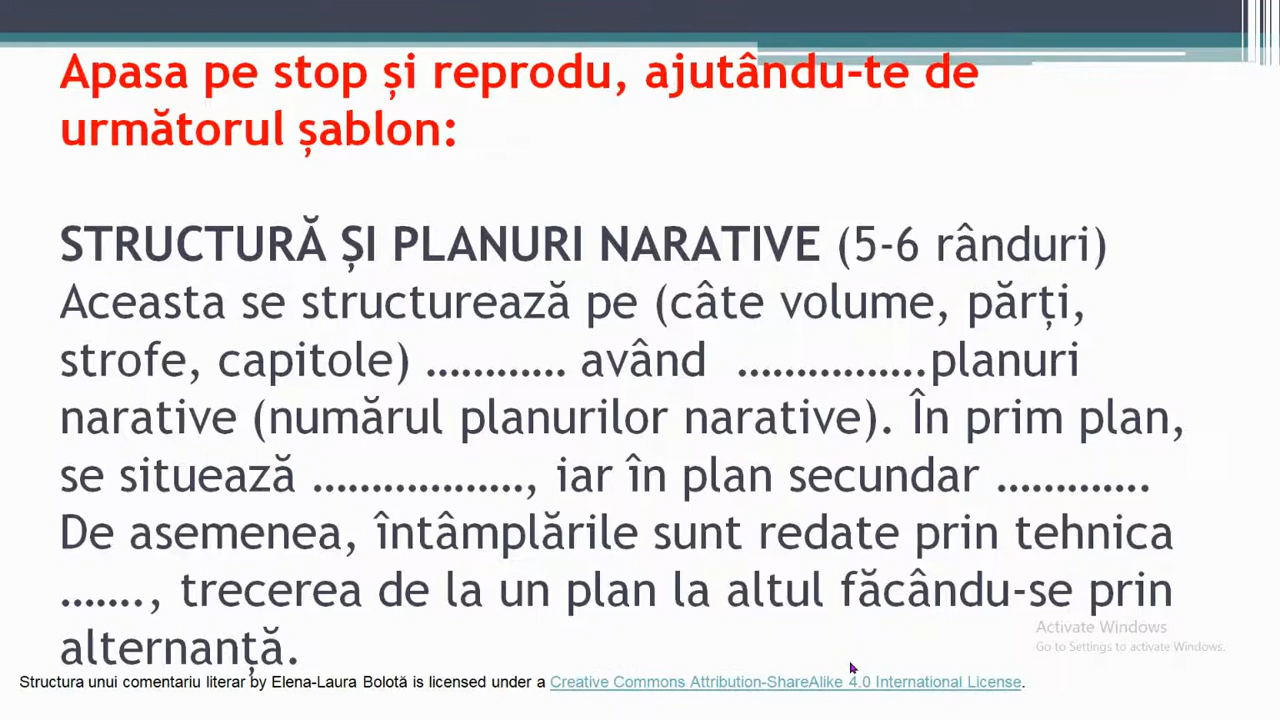 Apasa pe stop și reprodu, ajutându-te de
următorul șablon:
STRUCTURĂ ȘI PLANURI NARATIVE (5-6 rânduri)
Aceasta se structurează pe (câte volume, părți,
strofe, capitole) ………… având ……………..planuri
narative (numărul planurilor narative). În prim plan,
se situează ………………, iar în plan secundar ………….
De asemenea, întâmplările sunt redate prin tehnica
……., trecerea de la un plan la altul făcându-se prin
alternanță.
Activate Windows
Go to Settings to activate Windows.
Structura unui comentariu literar by Elena-Laura Bolotă is licensed under a Creative Commons Attribution-ShareAlike 4.0 International License.